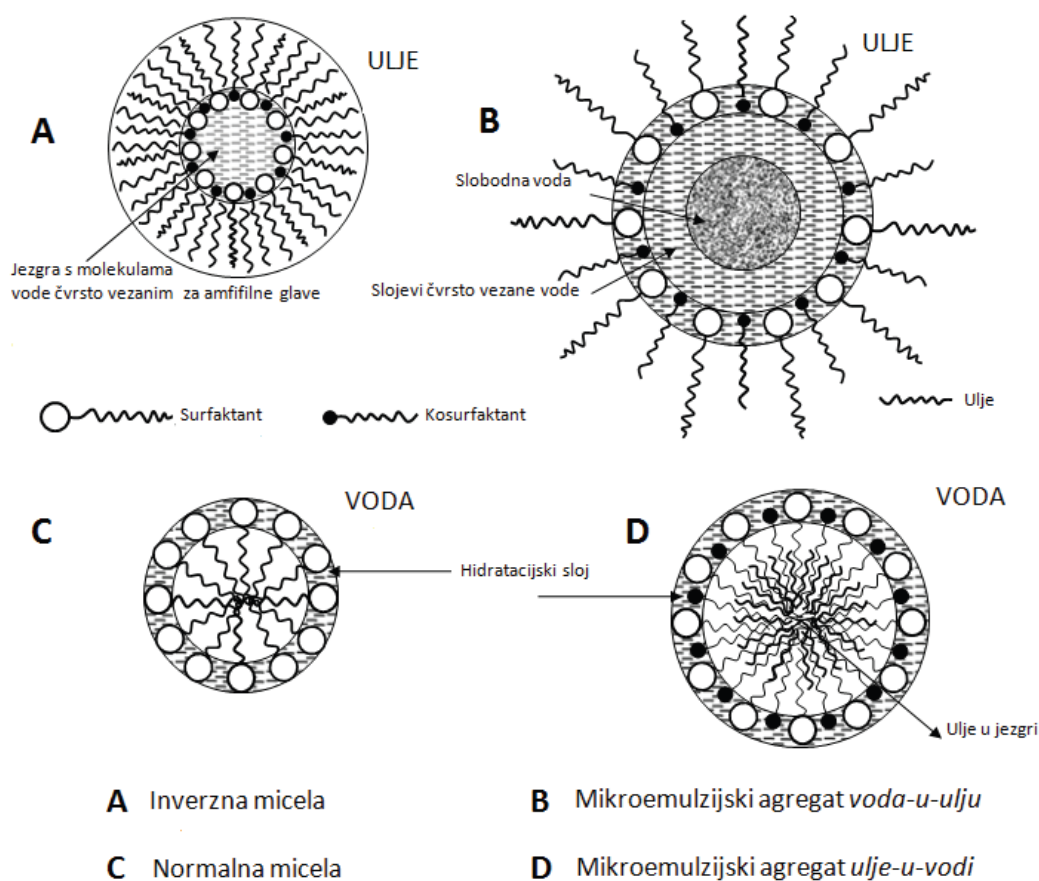 ULJE
A
Jezgra s molekulama
vode čvrsto vezanim za amfifilne glave
ULJE
B
Slobodna voda
Slojevi čvrsto vezane vode
Surfaktant
Kosurfaktant
Ulje
VODA
C
Hidratacijski sloj
VODA
D
Ulje u jezgri
A Inverzna micela
B Mikroemulzijski agregat voda-u-ulju
C Normalna micela
D Mikroemulzijski agregat ulje-u-vodi